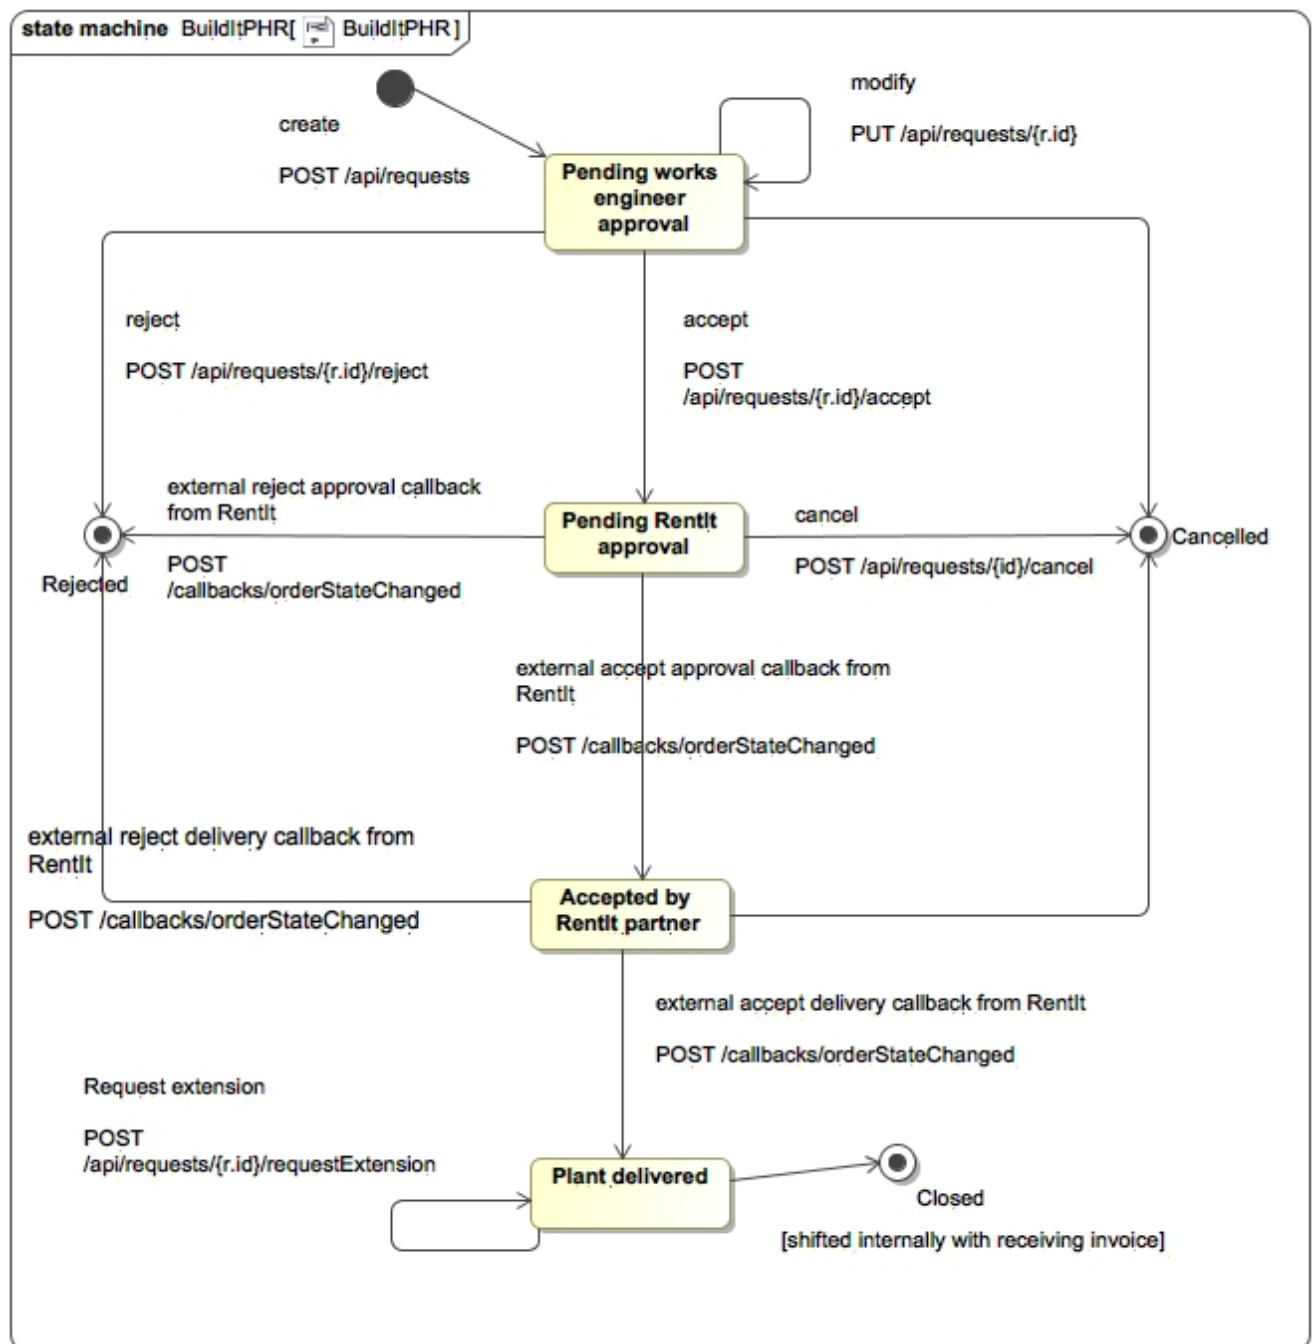 state machine BuildItPHR[ BuildItPHR]
modify
create
PUT /api/requests/{r.id}
POST /api/requests
Pending works
engineer
approval
reject
accept
POST /api/requests/{r.id}/reject
POST
/api/requests/{r.id}/accept
external reject approval callback
from RentIt
Pending RentIt
approval
cancel
Cancelled
POST
/callbacks/orderStateChanged
POST /api/requests/{id}/cancel
Rejected
external accept approval callback from
RentIt
POST /callbacks/orderStateChanged
external reject delivery callback from
RentIt
POST /callbacks/orderStateChanged
Accepted by
RentIt partner
external accept delivery callback from RentIt
POST /callbacks/orderStateChanged
Request extension
POST
/api/requests/{r.id}/requestExtension
Plant delivered
Closed
[shifted internally with receiving invoice]